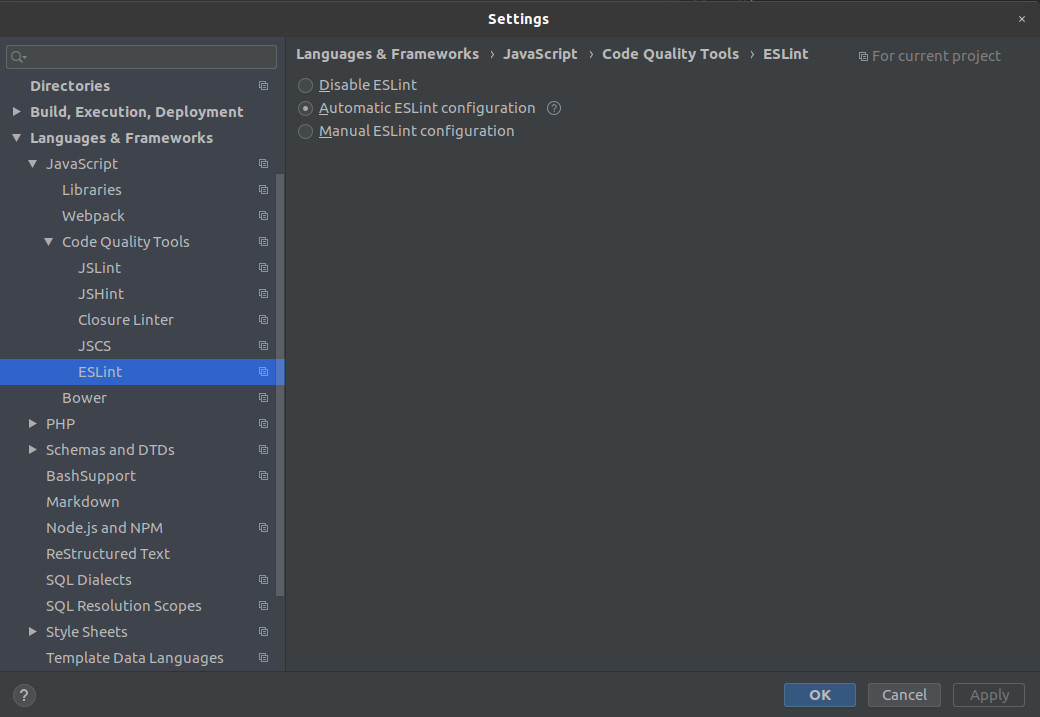 Settings
Languages & Frameworks › JavaScript › Code Quality Tools › ESLint
For current project
Directories
Build, Execution, Deployment
Languages & Frameworks
JavaScript
Libraries
Webpack
Code Quality Tools
JSLint
JSHint
Closure Linter
JSCS
ESLint
Bower
PHP
Schemas and DTDs
BashSupport
Markdown
Node.js and NPM
ReStructured Text
SQL Dialects
SQL Resolution Scopes
Style Sheets
Template Data Languages
Disable ESLint
Automatic ESLint configuration ?
Manual ESLint configuration
?
OK
Cancel
Apply